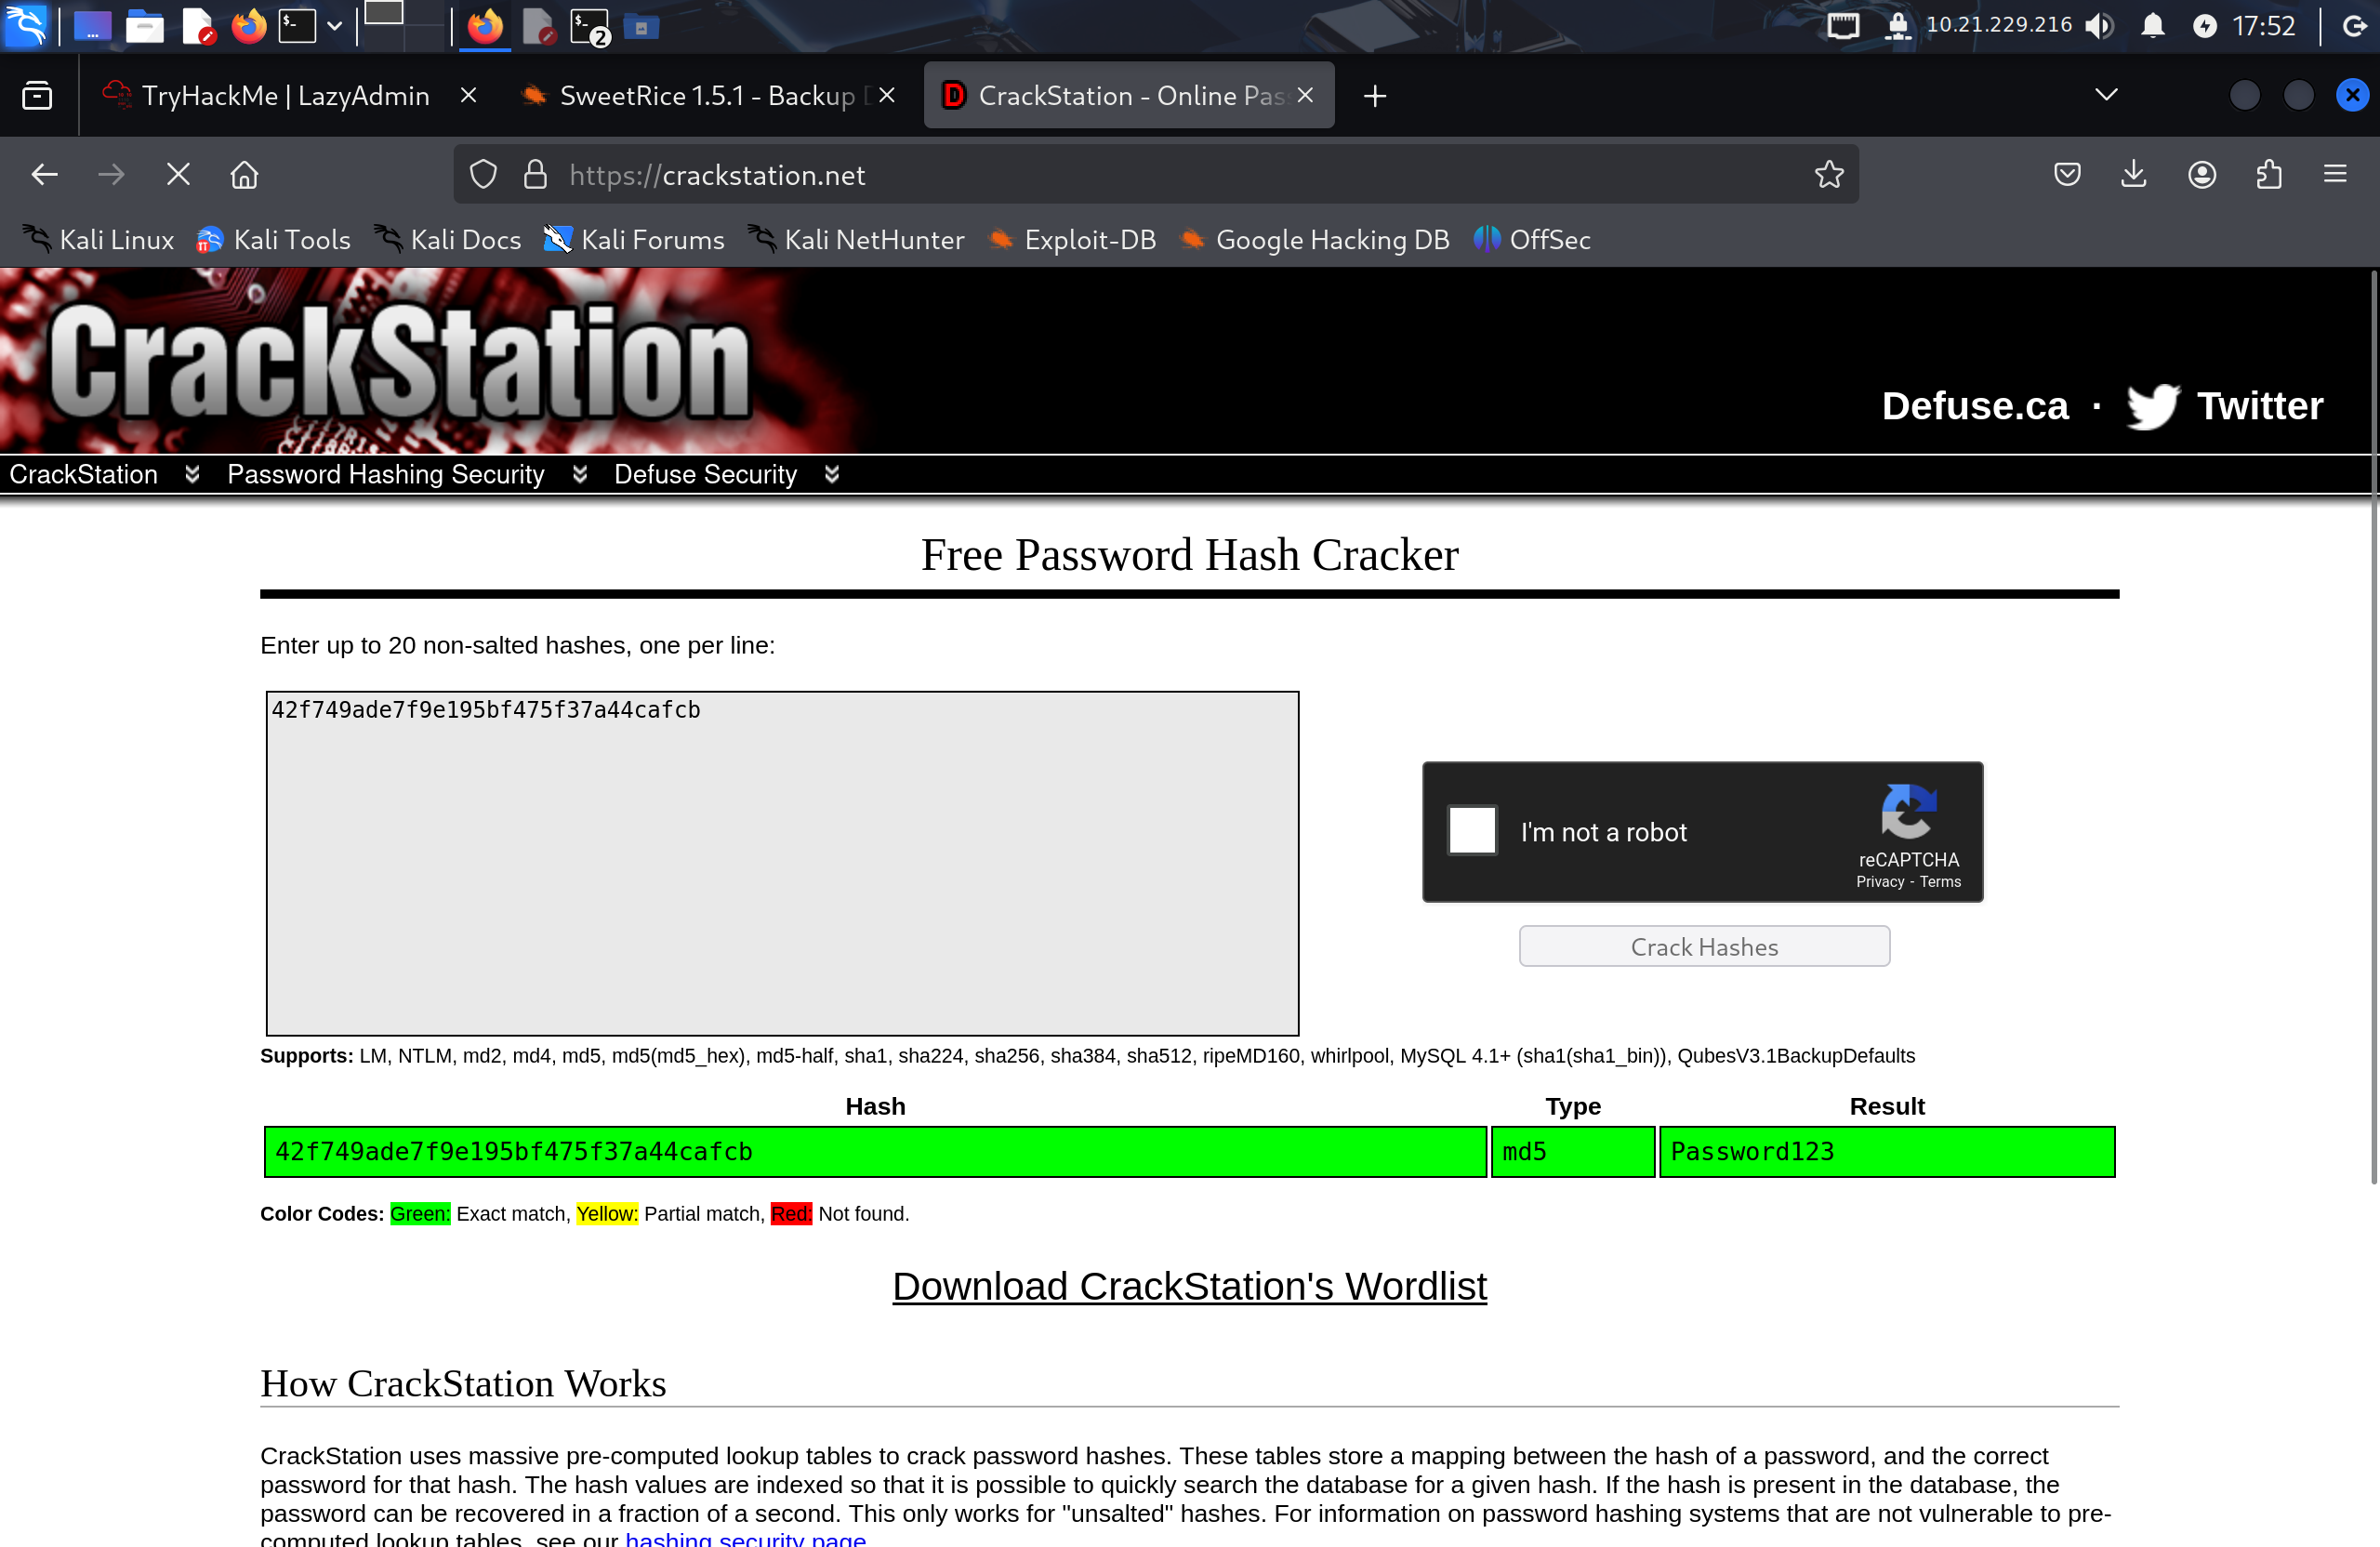 $-
$- 2
10.21.229.216 17:52
TryHackMe | LazyAdmin SweetRice 1.5.1 - Backup D CrackStation - Online Pas
https://crackstation.net
Kali Linux Kali Tools Kali Docs Kali Forums Kali NetHunter Exploit-DB Google Hacking DB OffSec
CrackStation
Defuse.ca · Twitter
CrackStation Password Hashing Security Defuse Security
Free Password Hash Cracker
Enter up to 20 non-salted hashes, one per line:
42f749ade7f9e195bf475f37a44cafcb
I'm not a robot
reCAPTCHA
Privacy - Terms
Crack Hashes
Supports: LM, NTLM, md2, md4, md5, md5(md5_hex), md5-half, sha1, sha224, sha256, sha384, sha512, ripeMD160, whirlpool, MySQL 4.1+ (sha1(sha1_bin)), QubesV3.1BackupDefaults
Hash Type Result
42f749ade7f9e195bf475f37a44cafcb md5 Password123
Color Codes: Green: Exact match, Yellow: Partial match, Red: Not found.
Download CrackStation's Wordlist
How CrackStation Works
CrackStation uses massive pre-computed lookup tables to crack password hashes. These tables store a mapping between the hash of a password, and the correct
password for that hash. The hash values are indexed so that it is possible to quickly search the database for a given hash. If the hash is present in the database, the
password can be recovered in a fraction of a second. This only works for "unsalted" hashes. For information on password hashing systems that are not vulnerable to pre-
computed lookup tables, see our hashing security page.